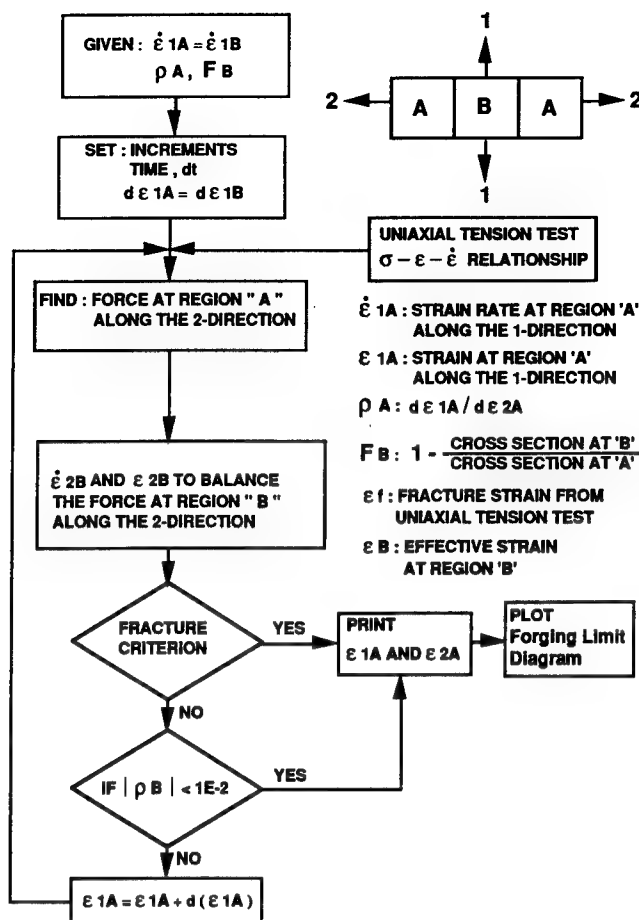 GIVEN : ε̇ 1A = ε̇ 1B
ρ A , F B
SET : INCREMENTS
TIME , dt
d ε 1A = d ε 1B
1
2
A
B
A
2
1
UNIAXIAL TENSION TEST
σ – ε – ε̇ RELATIONSHIP
FIND : FORCE AT REGION " A "
ALONG THE 2-DIRECTION
ε̇ 1A : STRAIN RATE AT REGION 'A'
ALONG THE 1-DIRECTION
ε 1A : STRAIN AT REGION 'A'
ALONG THE 1-DIRECTION
ρ A : d ε 1A / d ε 2A
F B : 1 - CROSS SECTION AT 'B'
CROSS SECTION AT 'A'
ε f : FRACTURE STRAIN FROM
UNIAXIAL TENSION TEST
ε B : EFFECTIVE STRAIN
AT REGION 'B'
ε̇ 2B AND ε 2B TO BALANCE
THE FORCE AT REGION " B "
ALONG THE 2-DIRECTION
FRACTURE
CRITERION
YES
PRINT
ε 1A AND ε 2A
PLOT
Forging Limit
Diagram
NO
IF | ρ B | < 1E-2
YES
NO
ε 1A = ε 1A + d ( ε 1A )